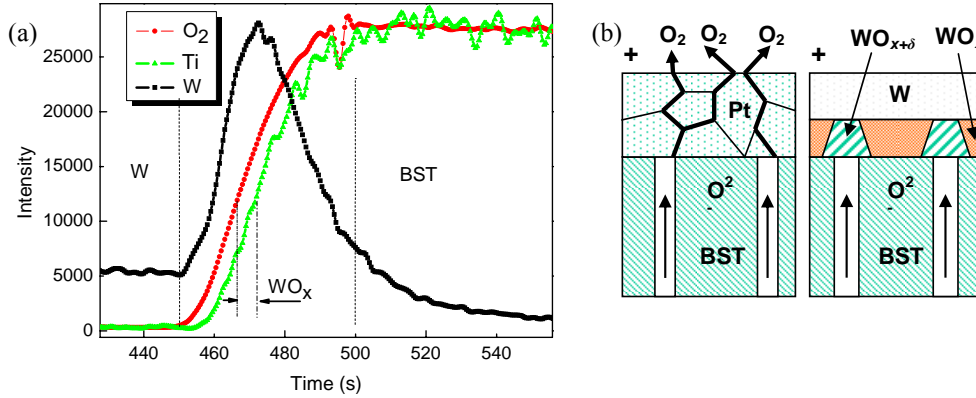 (a)
Intensity
25000
20000
15000
10000
5000
0
O₂
Ti
W
W
BST
WOₓ
440
460
480
500
520
540
Time (s)
(b)
+
O₂ O₂ O₂
Pt
O²
-
BST
+
WOₓ₊δ WO
W
O²
-
BST